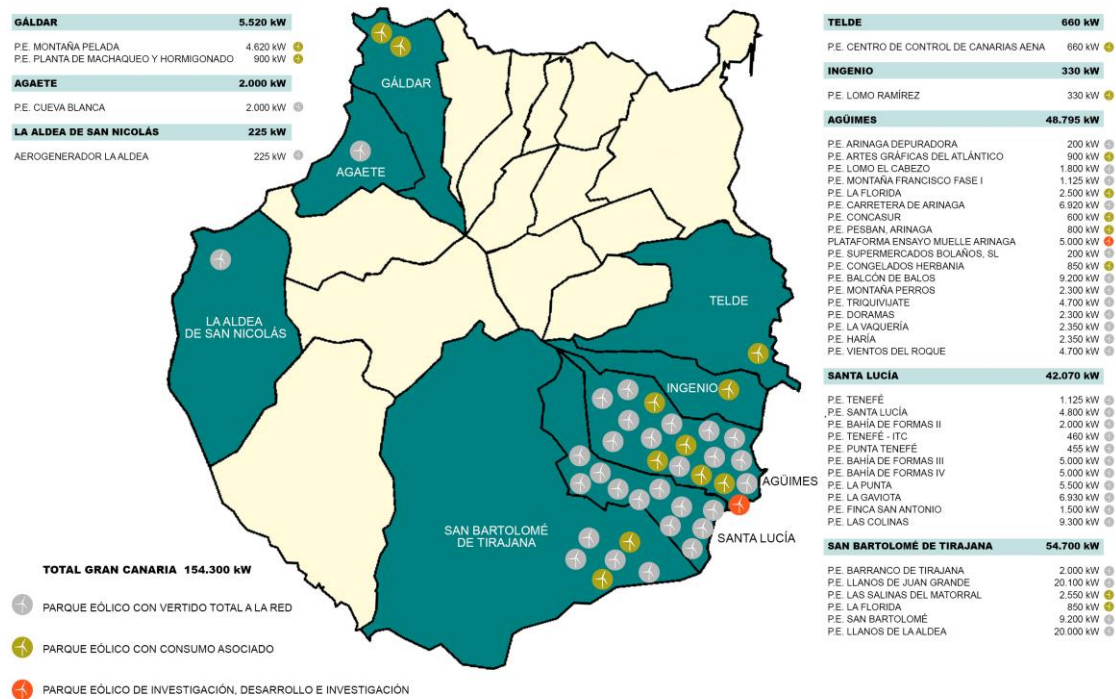 GÁLDAR 5.520 kW
P.E. MONTAÑA PELADA 4.620 kW
P.E. PLANTA DE MACHAQUEO Y HORMIGONADO 900 kW
AGAETE 2.000 kW
P.E. CUEVA BLANCA 2.000 kW
LA ALDEA DE SAN NICOLÁS 225 kW
AEROGENERADOR LA ALDEA 225 kW
GÁLDAR
AGAETE
LA ALDEA
DE SAN NICOLÁS
TELDE
INGENIO
AGÜIMES
SANTA LUCÍA
SAN BARTOLOMÉ
DE TIRAJANA
TOTAL GRAN CANARIA 154.300 kW
PARQUE EÓLICO CON VERTIDO TOTAL A LA RED
PARQUE EÓLICO CON CONSUMO ASOCIADO
PARQUE EÓLICO DE INVESTIGACIÓN, DESARROLLO E INVESTIGACIÓN
TELDE 660 kW
P.E. CENTRO DE CONTROL DE CANARIAS AENA 660 kW
INGENIO 330 kW
P.E. LOMO RAMÍREZ 330 kW
AGÜIMES 48.795 kW
P.E. ARINAGA DEPURADORA 200 kW
P.E. ARTES GRÁFICAS DEL ATLÁNTICO 900 kW
P.E. LOMO EL CABEZO 1.800 kW
P.E. MONTAÑA FRANCISCO FASE I 1.125 kW
P.E. LA FLORIDA 2.500 kW
P.E. CARRETERA DE ARINAGA 6.920 kW
P.E. CONCASUR 600 kW
P.E. PESBAN, ARINAGA 800 kW
PLATAFORMA ENSAYO MUELLE ARINAGA 5.000 kW
P.E. SUPERMERCADOS BOLAÑOS, SL 200 kW
P.E. CONGELADOS HERBANIA 850 kW
P.E. BALCÓN DE BALOS 9.200 kW
P.E. MONTAÑA PERROS 2.300 kW
P.E. TRIQUIVIJATE 4.700 kW
P.E. DORAMAS 2.300 kW
P.E. LA VAQUERÍA 2.350 kW
P.E. HARÍA 2.350 kW
P.E. VIENTOS DEL ROQUE 4.700 kW
SANTA LUCÍA 42.070 kW
P.E. TENEFÉ 1.125 kW
P.E. SANTA LUCÍA 4.800 kW
P.E. BAHÍA DE FORMAS II 2.000 kW
P.E. TENEFÉ - ITC 460 kW
P.E. PUNTA TENEFÉ 455 kW
P.E. BAHÍA DE FORMAS III 5.000 kW
P.E. BAHÍA DE FORMAS IV 5.000 kW
P.E. LA PUNTA 5.500 kW
P.E. LA GAVIOTA 6.930 kW
P.E. FINCA SAN ANTONIO 1.500 kW
P.E. LAS COLINAS 9.300 kW
SAN BARTOLOMÉ DE TIRAJANA 54.700 kW
P.E. BARRANCO DE TIRAJANA 2.000 kW
P.E. LLANOS DE JUAN GRANDE 20.100 kW
P.E. LAS SALINAS DEL MATORRAL 2.550 kW
P.E. LA FLORIDA 850 kW
P.E. SAN BARTOLOMÉ 9.200 kW
P.E. LLANOS DE LA ALDEA 20.000 kW